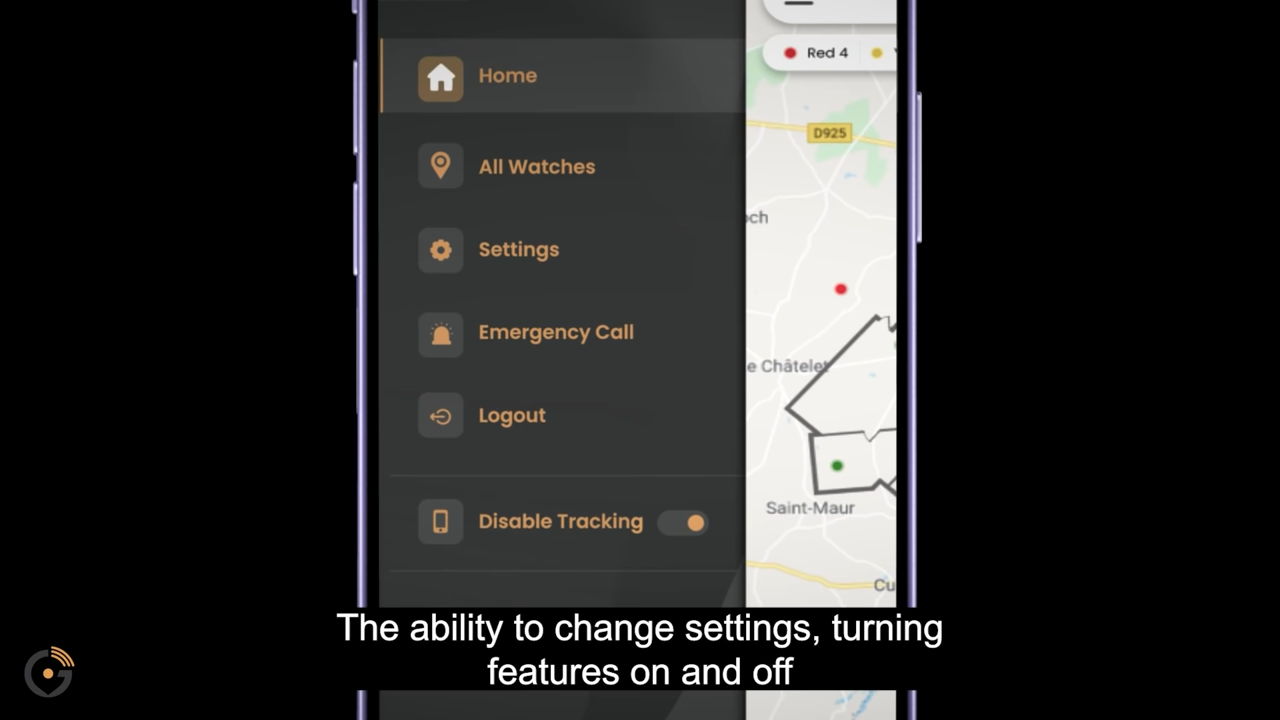 Home
All Watches
Settings
Emergency Call
Logout
Disable Tracking
Red 4
D925
Saint-Maur
The ability to change settings, turning
features on and off